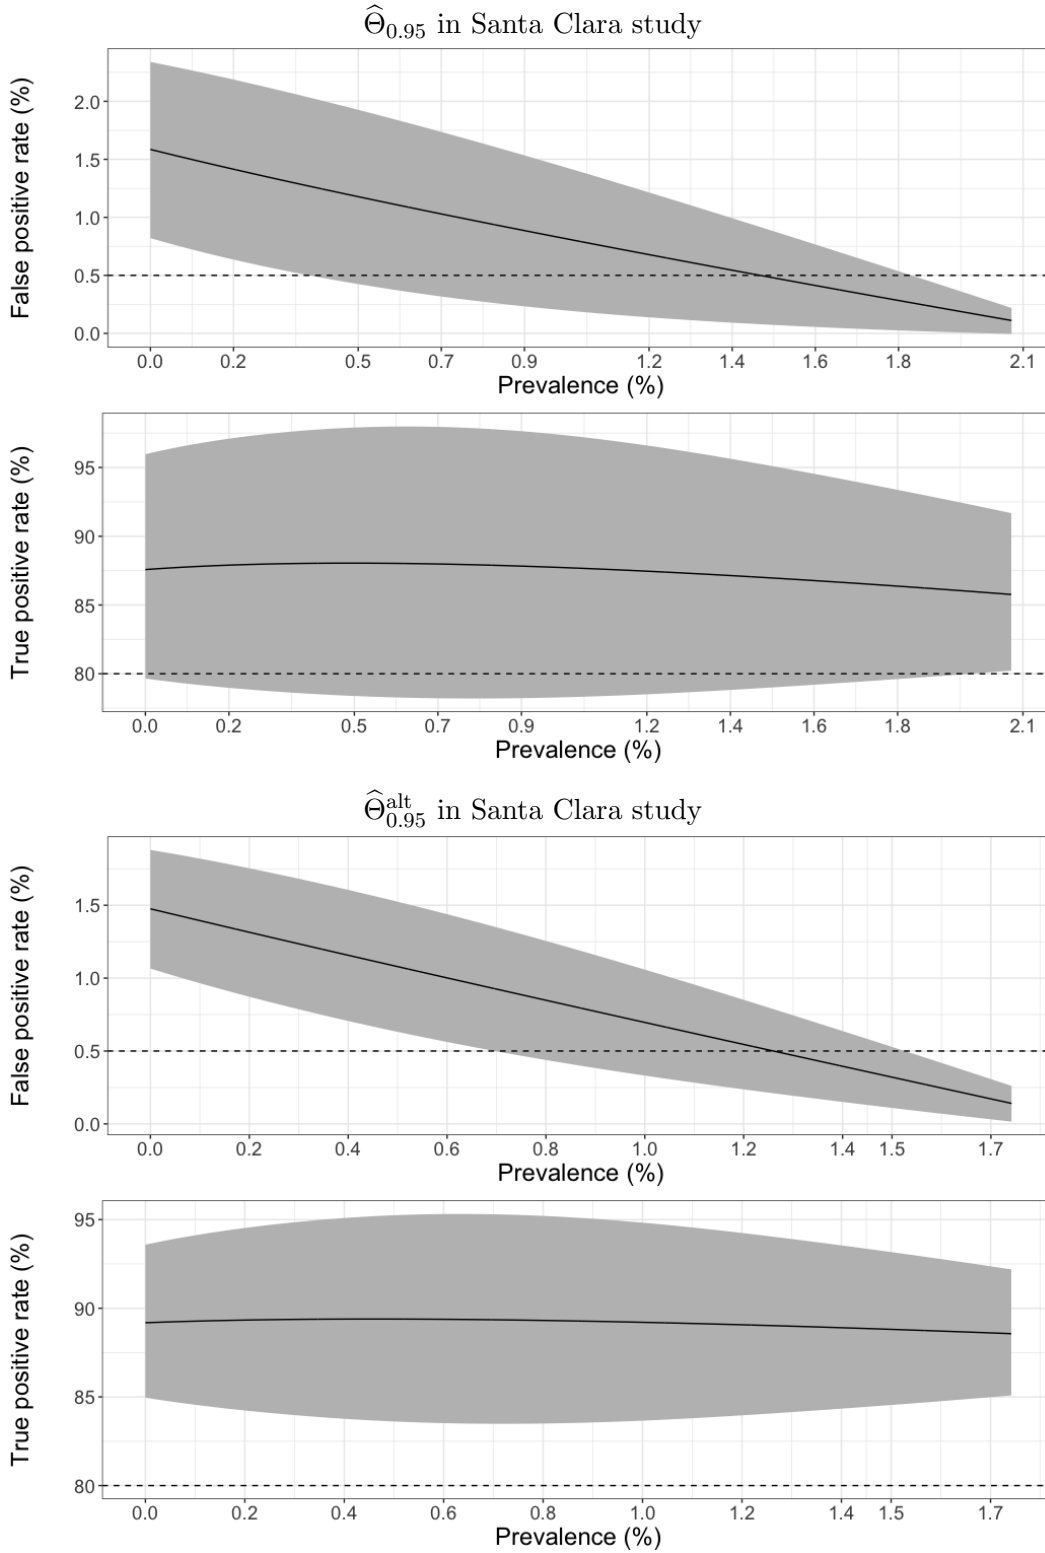 Θ̂0.95 in Santa Clara study
False positive rate (%)
2.0
1.5
1.0
0.5
0.0
0.0 0.2 0.5 0.7 0.9 1.2 1.4 1.6 1.8 2.1
Prevalence (%)
True positive rate (%)
95
90
85
80
0.0 0.2 0.5 0.7 0.9 1.2 1.4 1.6 1.8 2.1
Prevalence (%)
Θ̂alt0.95 in Santa Clara study
False positive rate (%)
1.5
1.0
0.5
0.0
0.0 0.2 0.4 0.6 0.8 1.0 1.2 1.4 1.5 1.7
Prevalence (%)
True positive rate (%)
95
90
85
80
0.0 0.2 0.4 0.6 0.8 1.0 1.2 1.4 1.5 1.7
Prevalence (%)